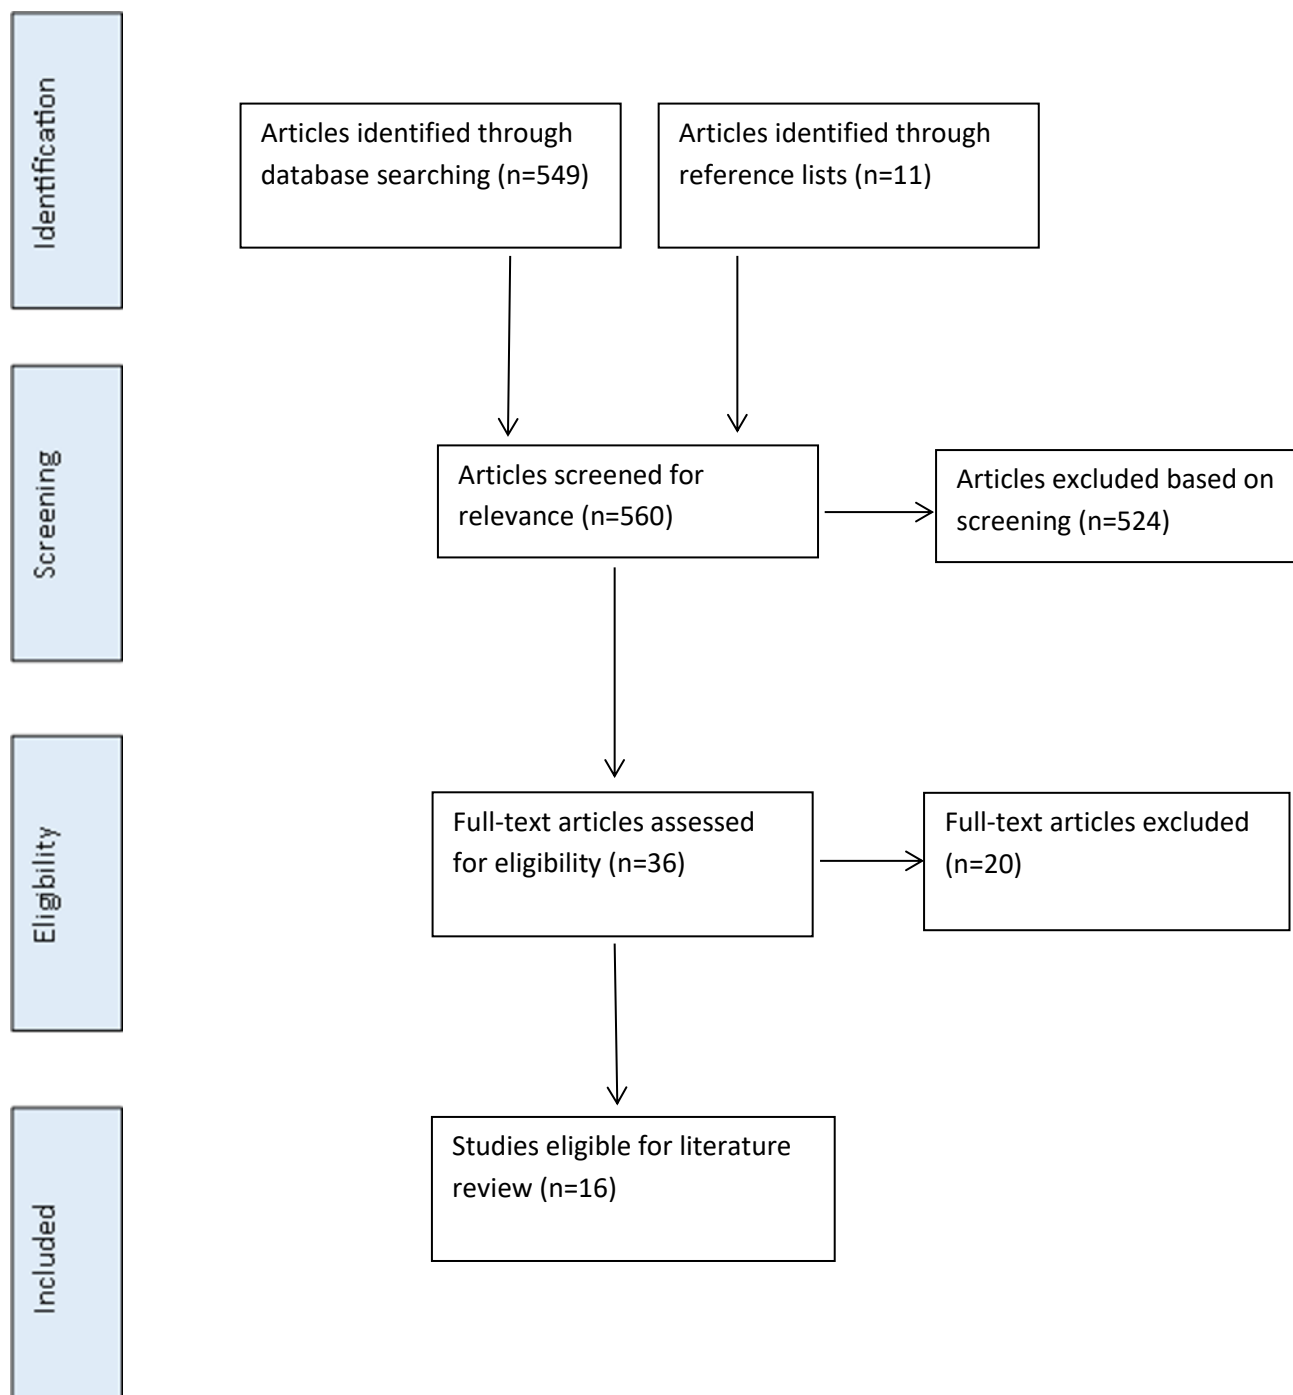 Identification
Articles identified through
database searching (n=549)
Articles identified through
reference lists (n=11)
Screening
Articles screened for
relevance (n=560)
Articles excluded based on
screening (n=524)
Eligibility
Full-text articles assessed
for eligibility (n=36)
Full-text articles excluded
(n=20)
Included
Studies eligible for literature
review (n=16)